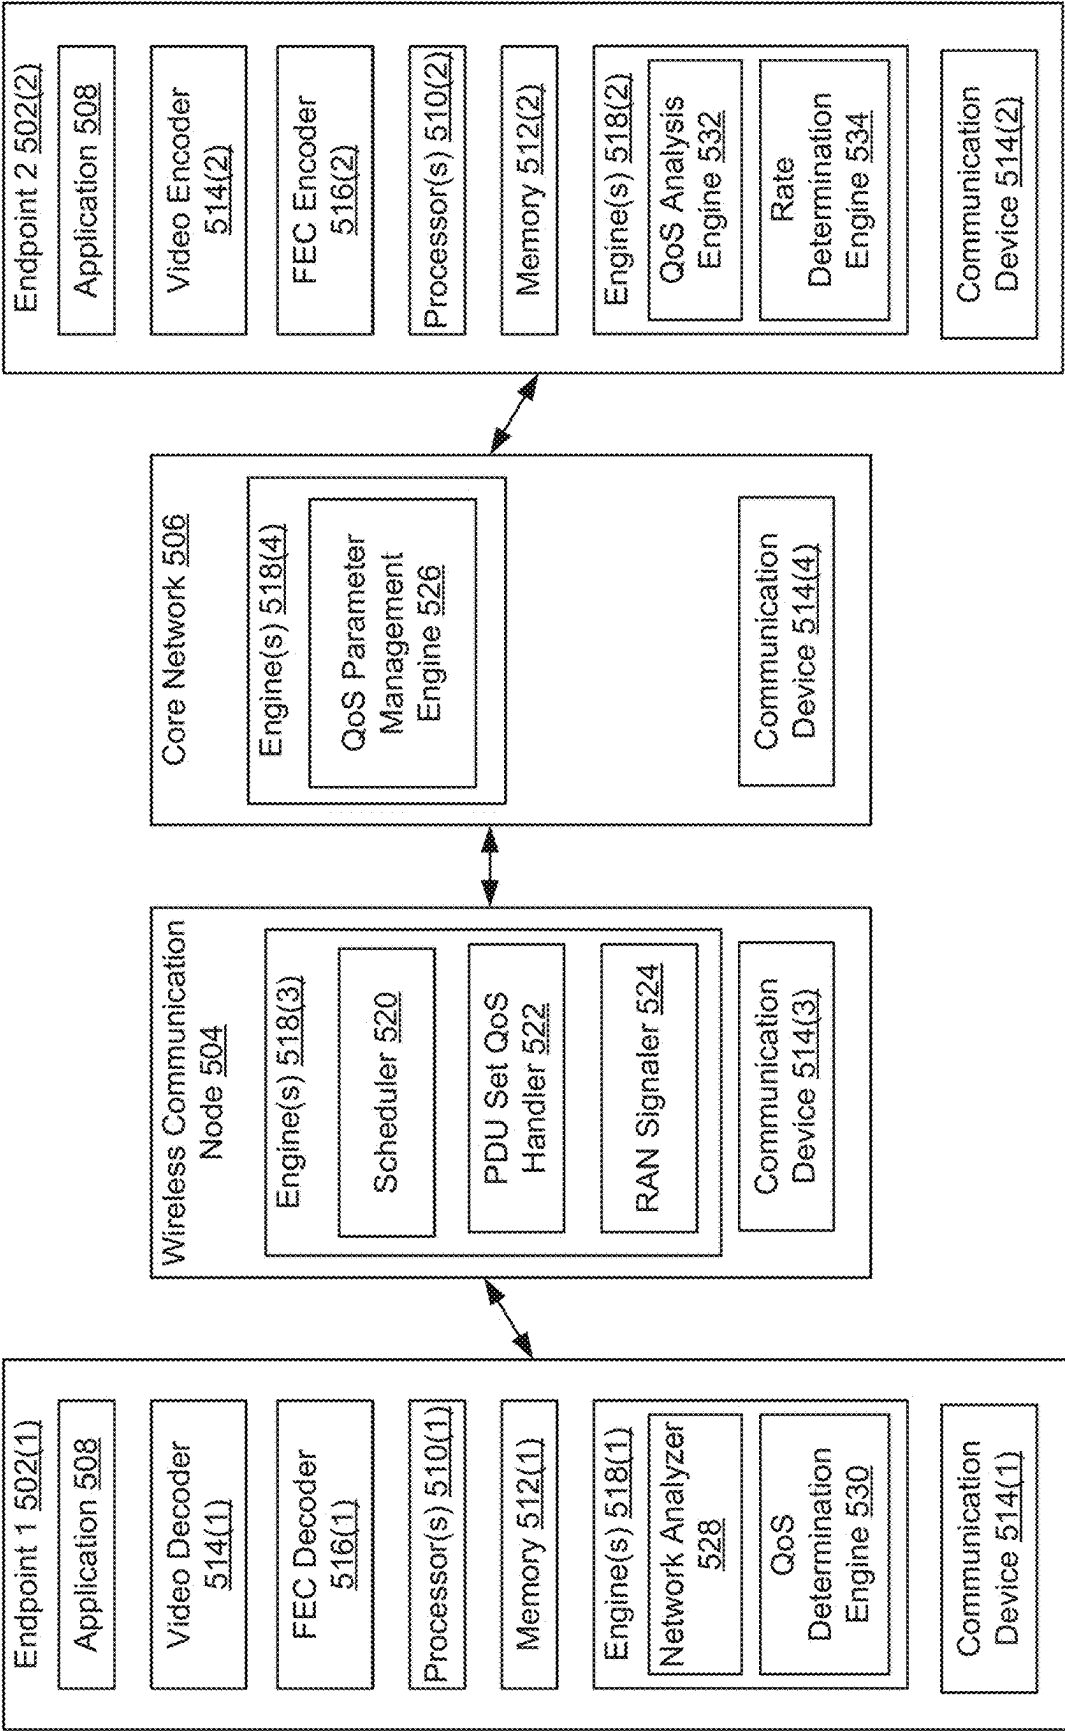 Endpoint 1 502(1)
Application 508
Video Decoder
514(1)
FEC Decoder
516(1)
Processor(s) 510(1)
Memory 512(1)
Engine(s) 518(1)
Network Analyzer
528
QoS
Determination
Engine 530
Communication
Device 514(1)
Wireless Communication
Node 504
Engine(s) 518(3)
Scheduler 520
PDU Set QoS
Handler 522
RAN Signaler 524
Communication
Device 514(3)
Core Network 506
Engine(s) 518(4)
QoS Parameter
Management
Engine 526
Communication
Device 514(4)
Endpoint 2 502(2)
Application 508
Video Encoder
514(2)
FEC Encoder
516(2)
Processor(s) 510(2)
Memory 512(2)
Engine(s) 518(2)
QoS Analysis
Engine 532
Rate
Determination
Engine 534
Communication
Device 514(2)